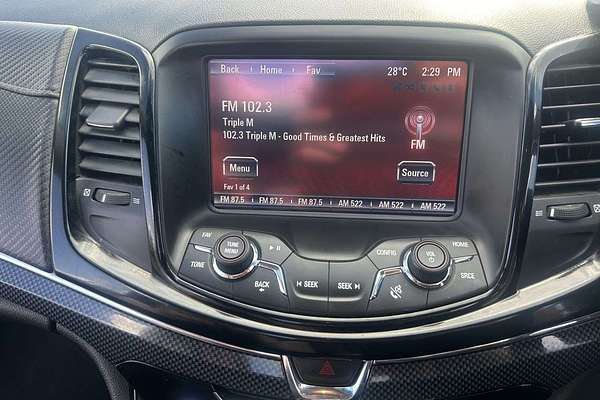 Back Home Fav 28°C 2:29 PM
FM 102.3
Triple M
102.3 Triple M - Good Times & Greatest Hits
FM
Menu
Source
Fav 1 of 4
FM 87.5 FM 87.5 FM 87.5 AM 522 AM 522 AM 522
FAV
TUNE
MENU
TONE
BACK
SEEK
SEEK
CONFIG
VOL
HOME
SRCE